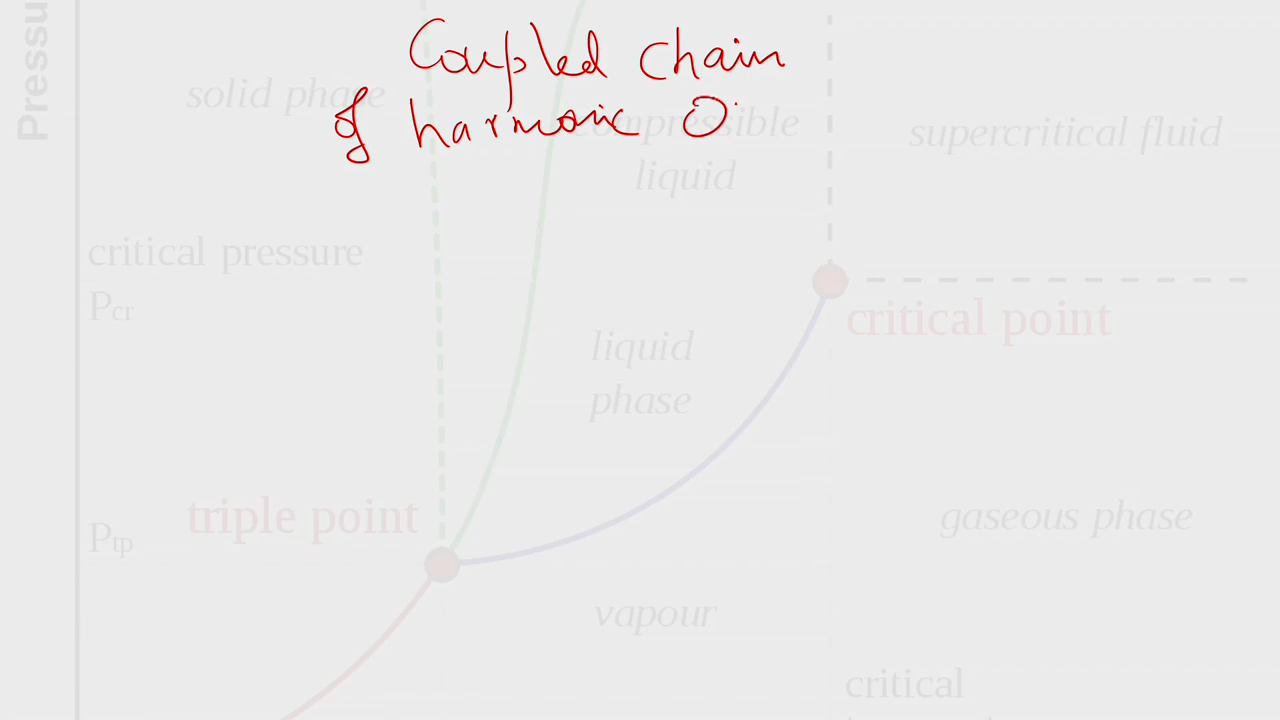 Coupled chain
of harmonic O
Pressu
solid phase
compressible
liquid
supercritical fluid
critical pressure
Pcr
critical point
liquid
phase
triple point
Ptp
gaseous phase
vapour
critical